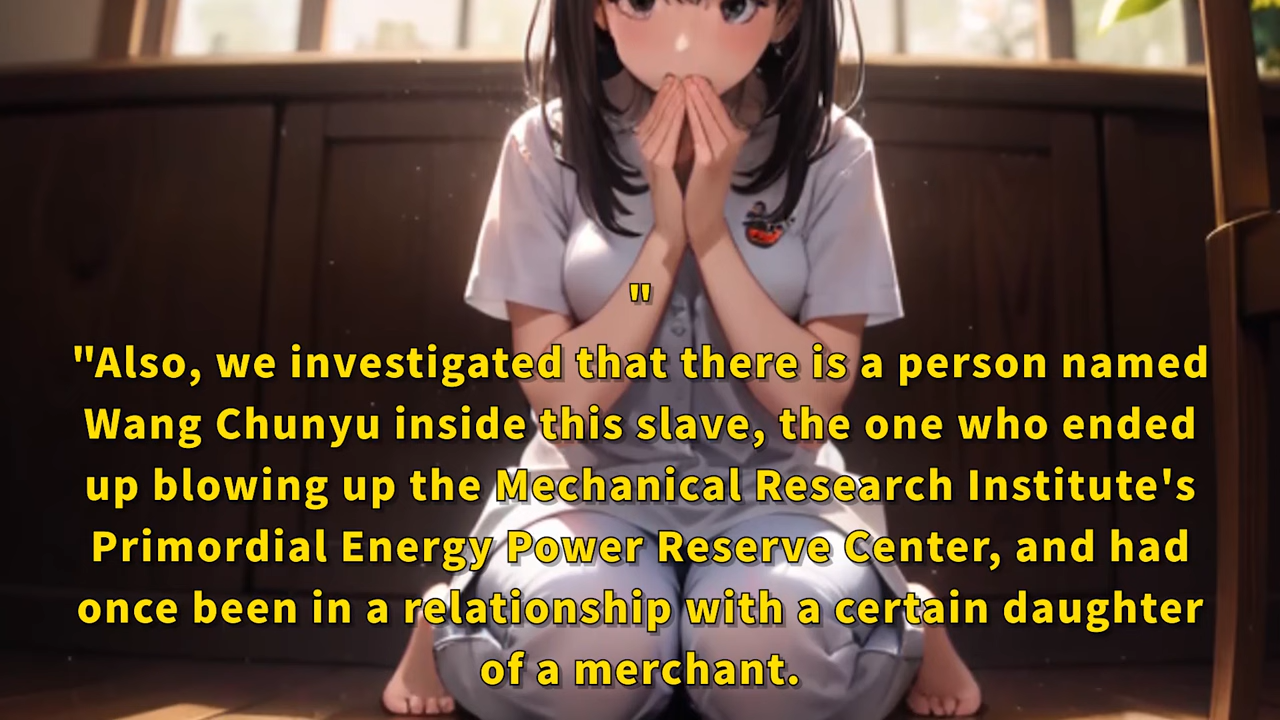 "
"Also, we investigated that there is a person named
Wang Chunyu inside this slave, the one who ended
up blowing up the Mechanical Research Institute's
Primordial Energy Power Reserve Center, and had
once been in a relationship with a certain daughter
of a merchant.